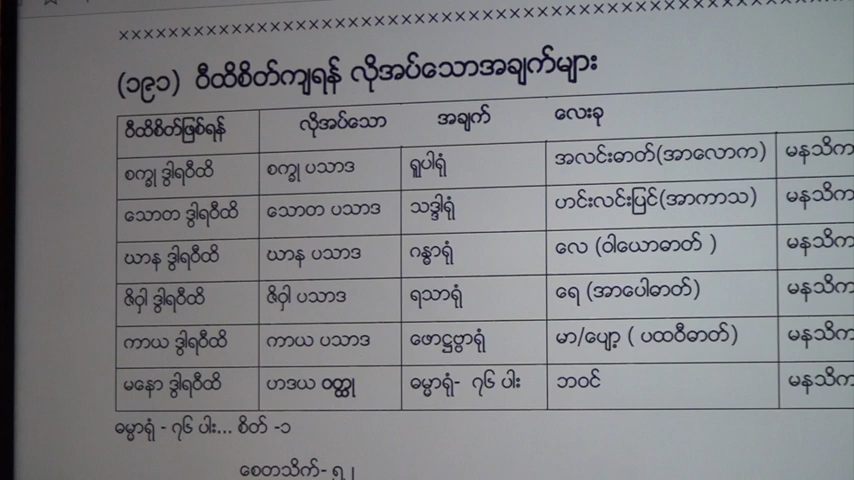 ××××××××××××××××××××××××××××××××××××××××××××××××××
(၁၉၁) ဝီထိစိတ်ကျရန် လိုအပ်သောအချက်များ
ဝီထိစိတ်ဖြစ်ရန် လိုအပ်သော အချက် လေးခု
စက္ခု ဒွါရဝီထိ စက္ခု ပသာဒ ရူပါရုံ အလင်းဓာတ်(အာလောက) မနသိက
သောတ ဒွါရဝီထိ သောတ ပသာဒ သဒ္ဒါရုံ ဟင်းလင်းပြင်(အာကာသ) မနသိက
ဃာန ဒွါရဝီထိ ဃာန ပသာဒ ဂန္ဓာရုံ လေ (ဝါယောဓာတ် ) မနသိက
ဇိဝှါ ဒွါရဝီထိ ဇိဝှါ ပသာဒ ရသာရုံ ရေ (အာပေါဓာတ်) မနသိက
ကာယ ဒွါရဝီထိ ကာယ ပသာဒ ဖောဋ္ဌဗ္ဗာရုံ မာ/ပျော့ ( ပထဝီဓာတ်) မနသိက
မနော ဒွါရဝီထိ ဟဒယ ဝတ္ထု ဓမ္မာရုံ- ၇၆ ပါး ဘဝင် မနသိက
ဓမ္မာရုံ - ၇၆ ပါး... စိတ် -၁
စေတသိက်-